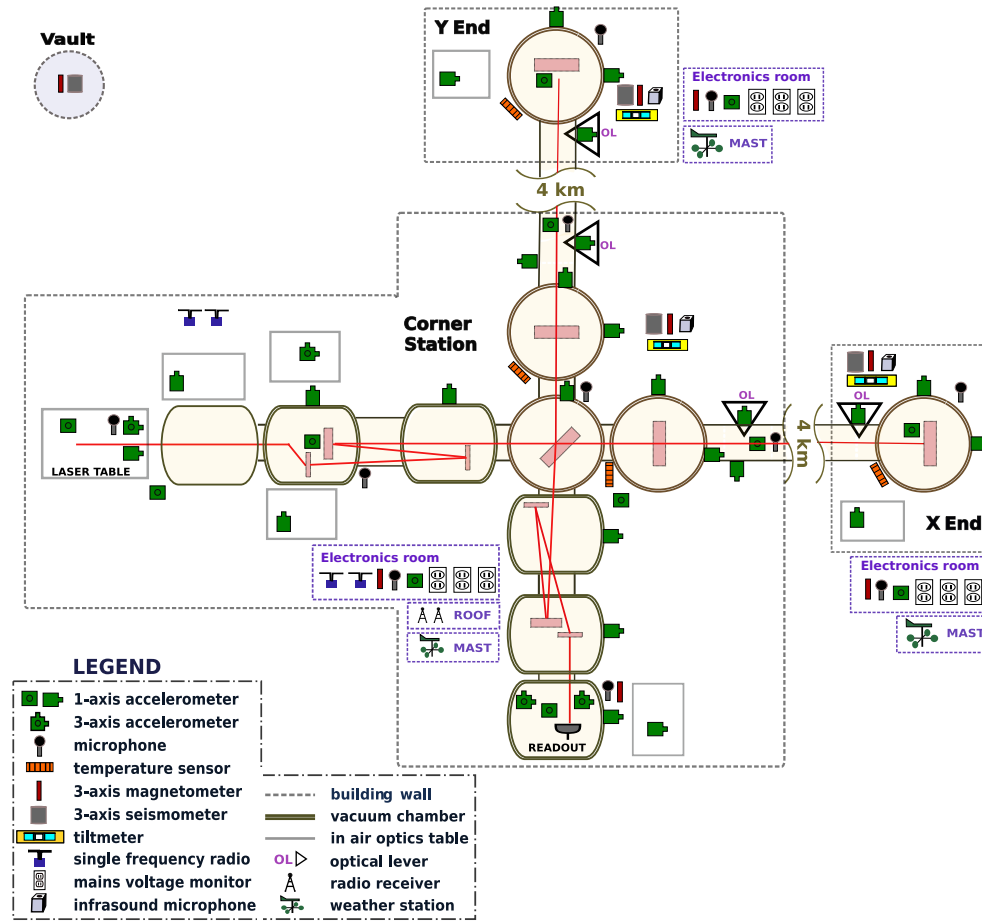 Vault
Y End
Electronics room
OL
MAST
4 km
OL
Corner
Station
OL
OL
4 km
LASER TABLE
X End
Electronics room
ROOF
MAST
Electronics room
MAST
READOUT
LEGEND
1-axis accelerometer
3-axis accelerometer
microphone
temperature sensor
3-axis magnetometer
3-axis seismometer
tiltmeter
single frequency radio
mains voltage monitor
infrasound microphone
building wall
vacuum chamber
in air optics table
OL
optical lever
radio receiver
weather station